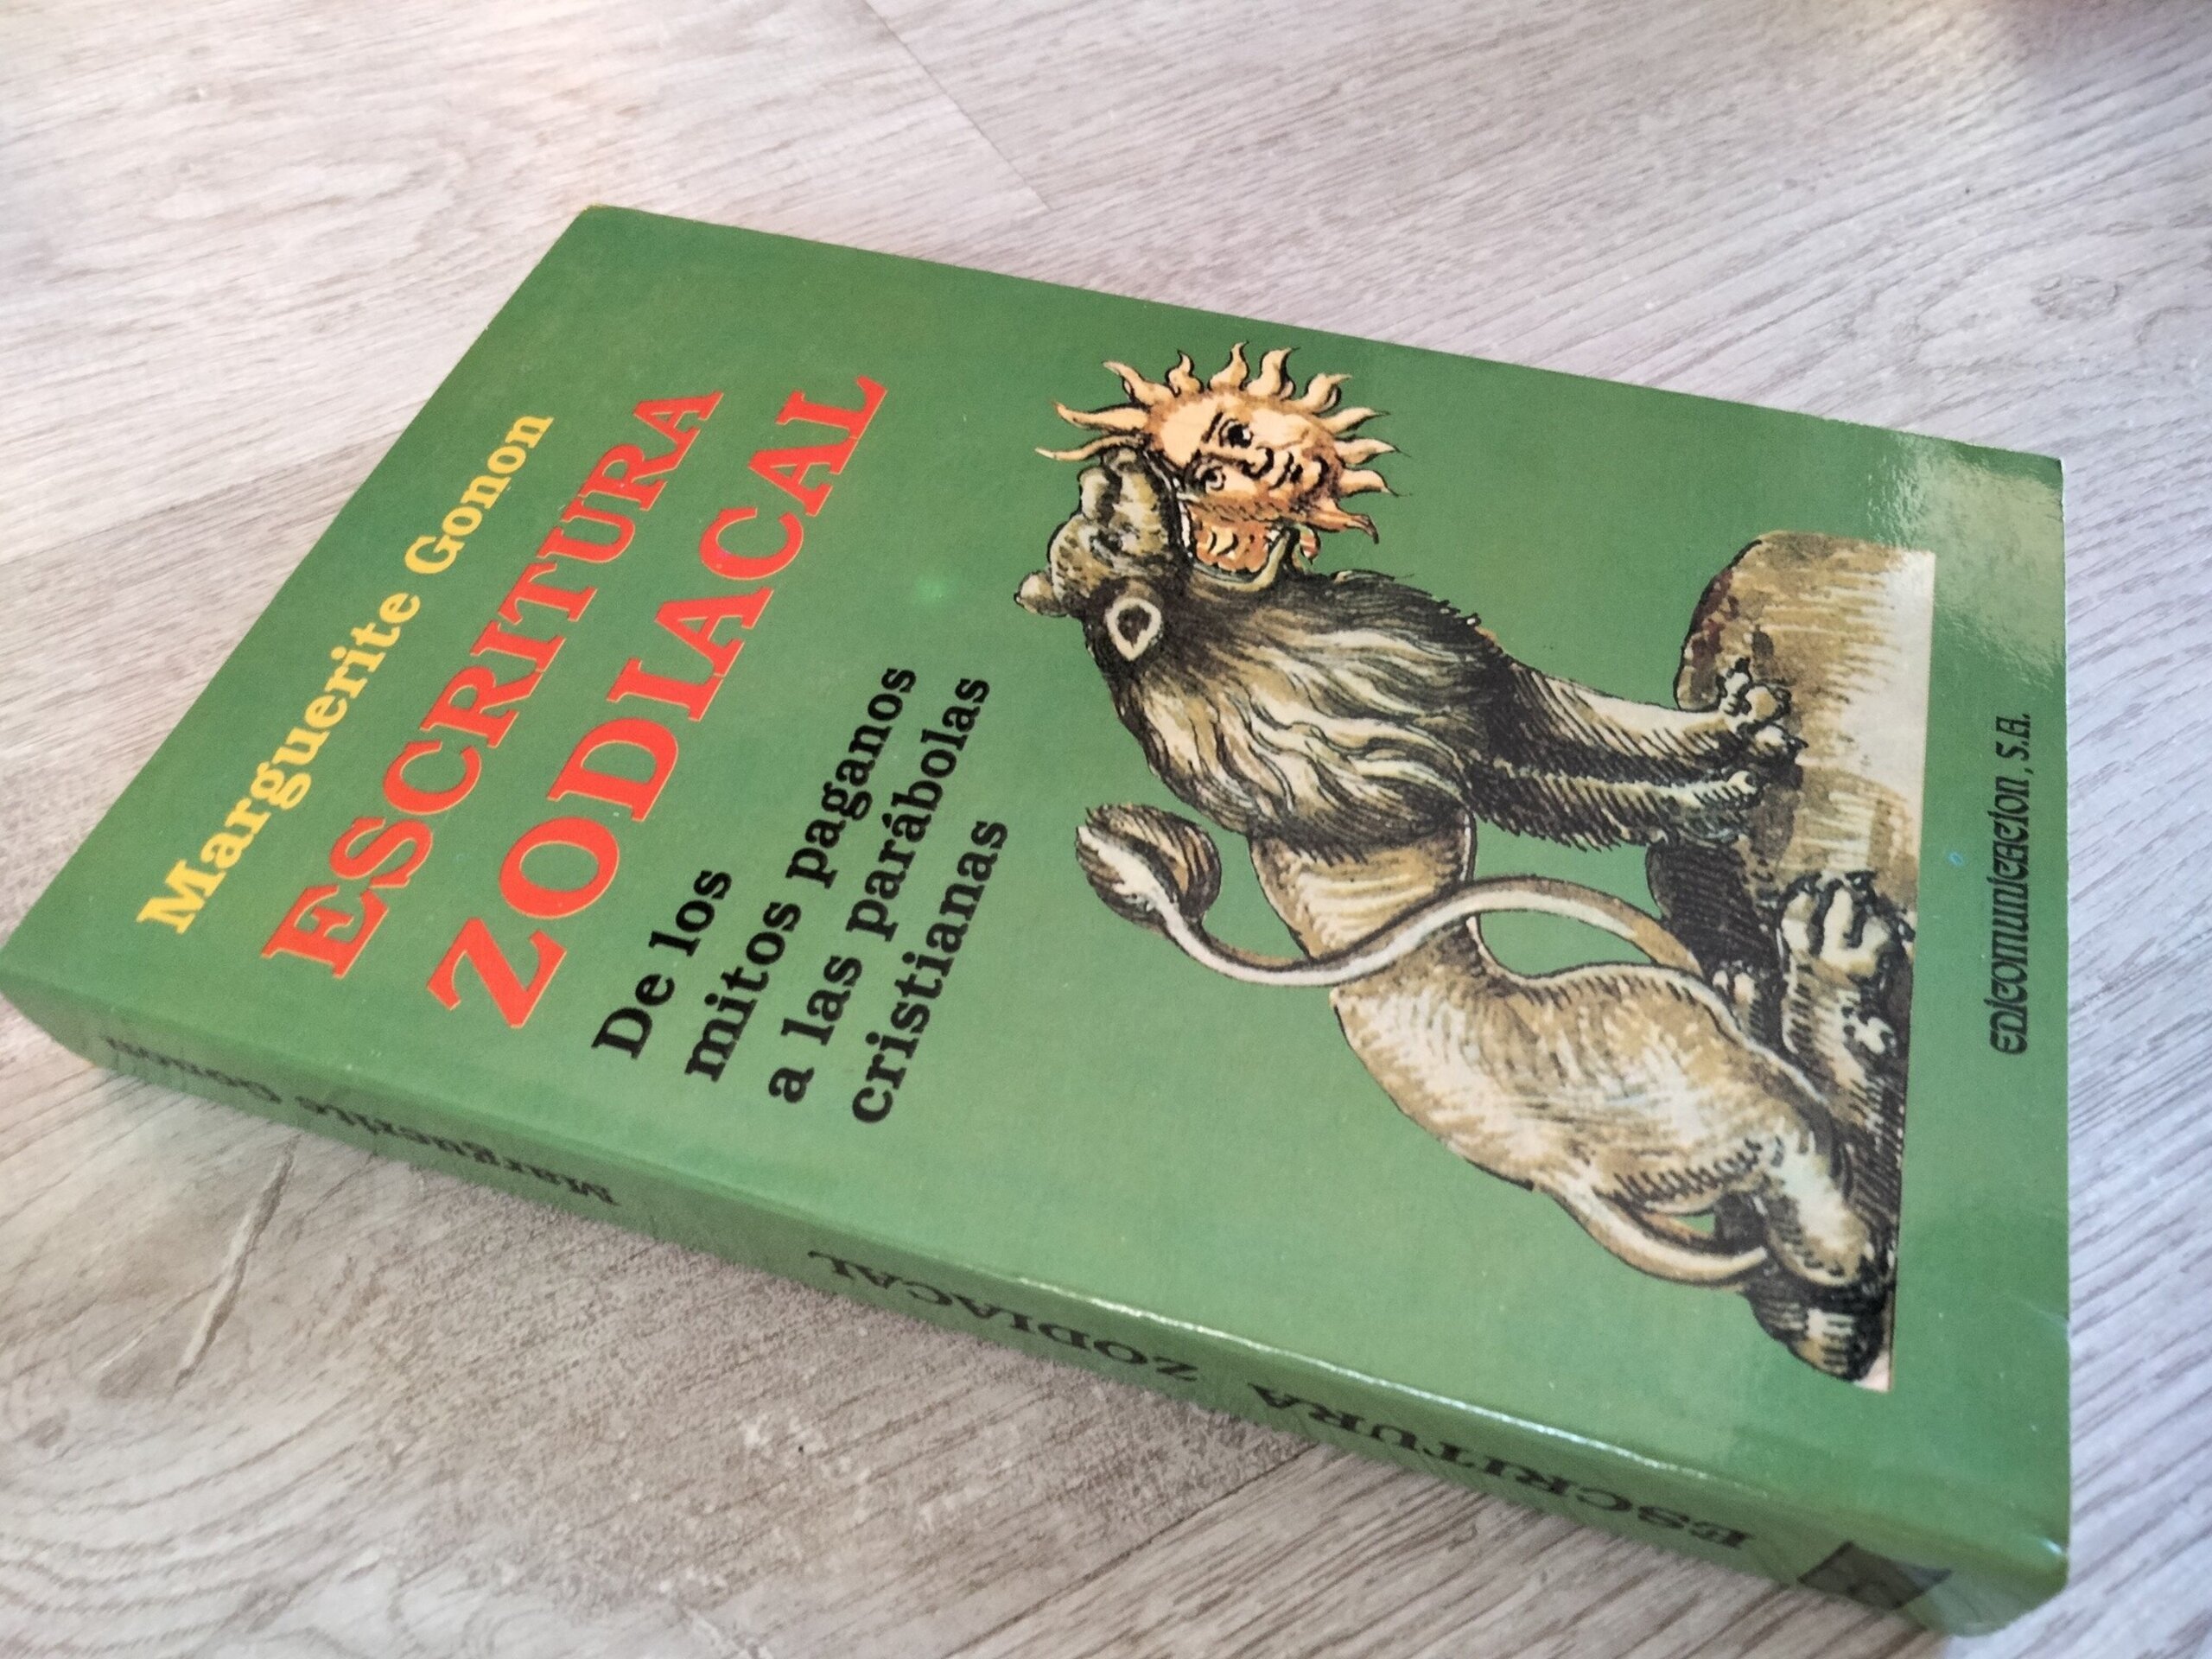 Marguerite Gonon
ESCRITURA
ZODIACAL
De los
mitos paganos
a las parábolas
cristianas
edicomunicacion, s.a.
Marguerite Gonon
ESCRITURA ZODIACAL